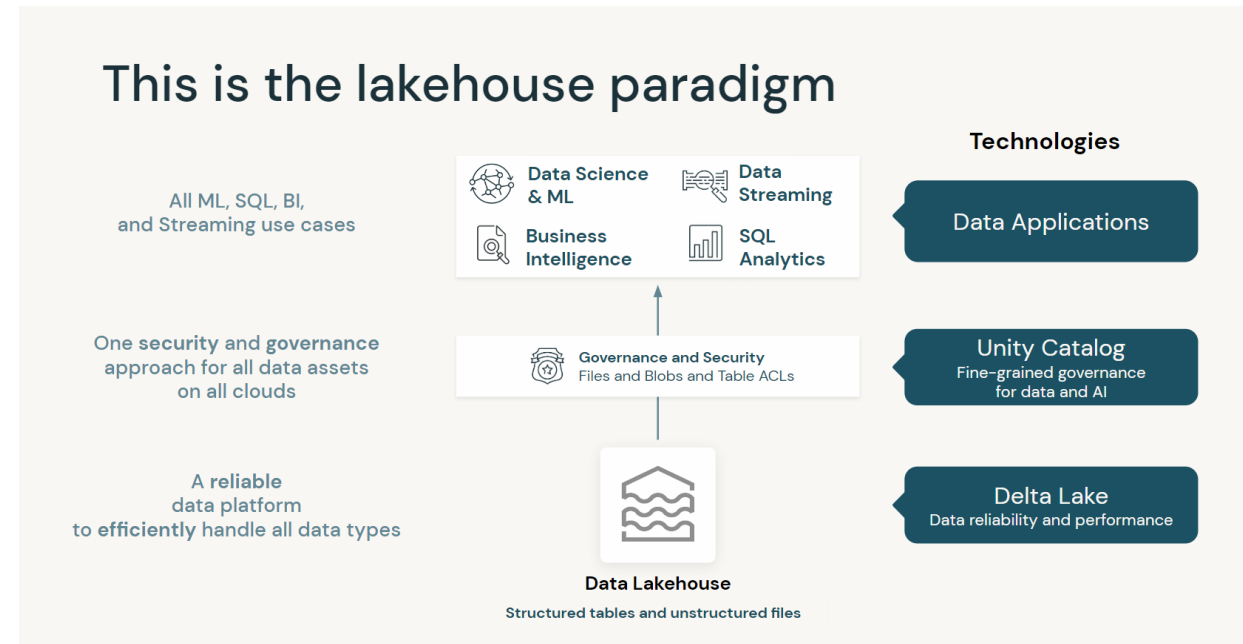 This is the lakehouse paradigm
Technologies
All ML, SQL, BI,
and Streaming use cases
Data Science
& ML
Data
Streaming
Business
Intelligence
SQL
Analytics
Data Applications
One security and governance
approach for all data assets
on all clouds
Governance and Security
Files and Blobs and Table ACLs
Unity Catalog
Fine-grained governance
for data and AI
A reliable
data platform
to efficiently handle all data types
Delta Lake
Data reliability and performance
Data Lakehouse
Structured tables and unstructured files